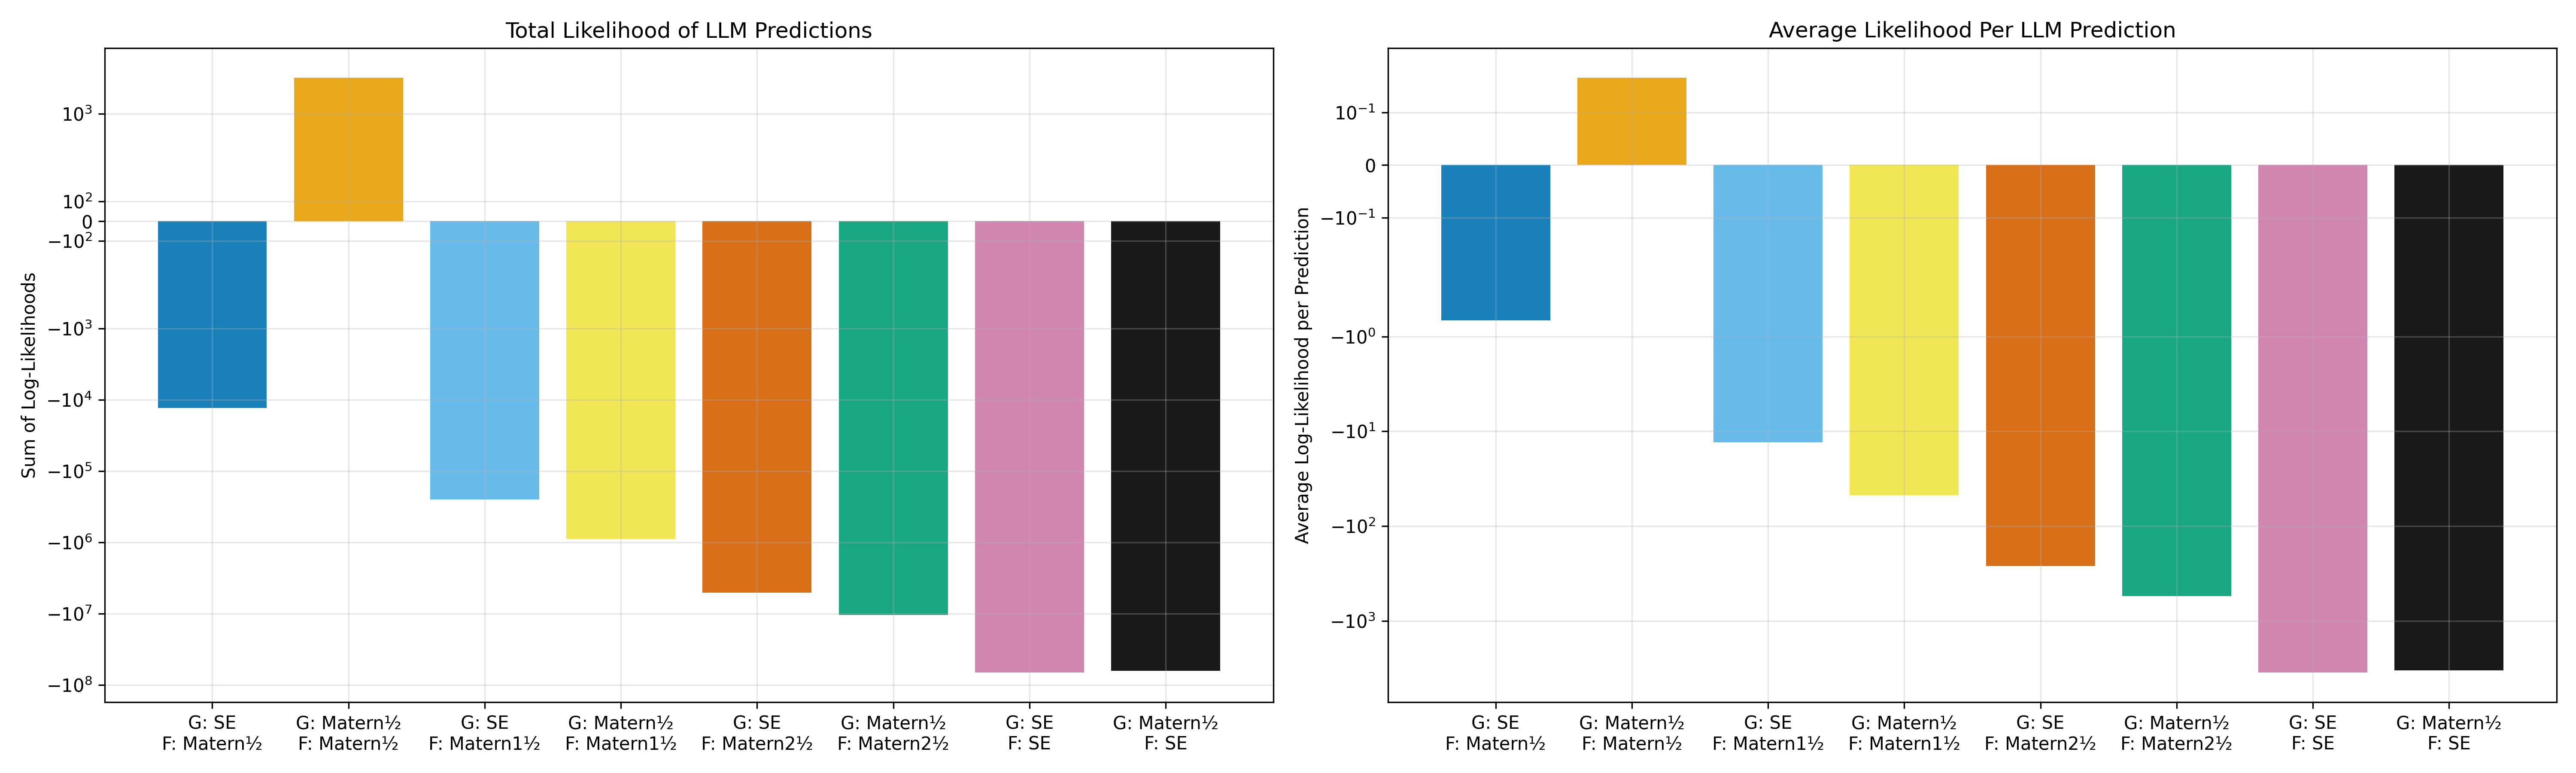 Total Likelihood of LLM Predictions
Sum of Log-Likelihoods
10³
10²
0
−10²
−10³
−10⁴
−10⁵
−10⁶
−10⁷
−10⁸
G: SE
F: Matern½
G: Matern½
F: Matern½
G: SE
F: Matern1½
G: Matern½
F: Matern1½
G: SE
F: Matern2½
G: Matern½
F: Matern2½
G: SE
F: SE
G: Matern½
F: SE
Average Likelihood Per LLM Prediction
Average Log-Likelihood per Prediction
10⁻¹
0
−10⁻¹
−10⁰
−10¹
−10²
−10³
G: SE
F: Matern½
G: Matern½
F: Matern½
G: SE
F: Matern1½
G: Matern½
F: Matern1½
G: SE
F: Matern2½
G: Matern½
F: Matern2½
G: SE
F: SE
G: Matern½
F: SE